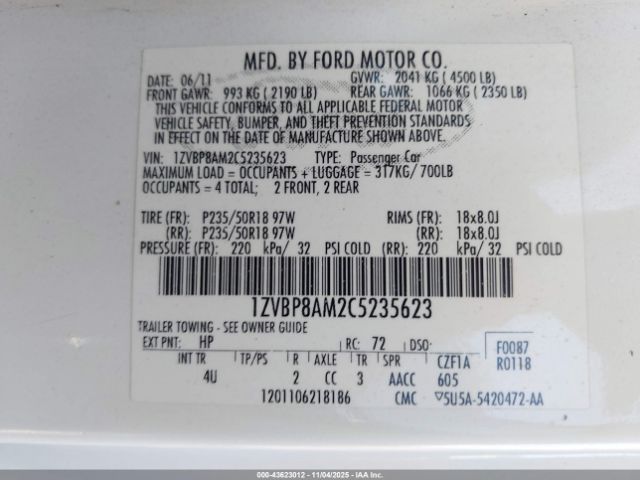 MFD. BY FORD MOTOR CO.
DATE: 06/11 GVWR: 2041 KG (4500 LB)
FRONT GAWR: 993 KG (2190 LB) REAR GAWR: 1066 KG (2350 LB)
THIS VEHICLE CONFORMS TO ALL APPLICABLE FEDERAL MOTOR
VEHICLE SAFETY, BUMPER, AND THEFT PREVENTION STANDARDS
IN EFFECT ON THE DATE OF MANUFACTURE SHOWN ABOVE.
VIN: 1ZVBP8AM2C5235623 TYPE: Passenger Car
MAXIMUM LOAD = OCCUPANTS + LUGGAGE = 317KG/ 700LB
OCCUPANTS = 4 TOTAL; 2 FRONT, 2 REAR
TIRE (FR): P235/50R18 97W RIMS (FR): 18x8.0J
(RR): P235/50R18 97W (RR): 18x8.0J
PRESSURE (FR): 220 kPa/ 32 PSI COLD (RR): 220 kPa/ 32 PSI COLD
1ZVBP8AM2C5235623
TRAILER TOWING - SEE OWNER GUIDE
EXT PNT: HP RC: 72 DSO: F0087
INT TR TP/PS R AXLE TR SPR CZF1A R0118
4U 2 CC 3 AACC 605
1201106218186 CMC ▽5U5A-5420472-AA
000-43623012 — 11/04/2025 — IAAI.com